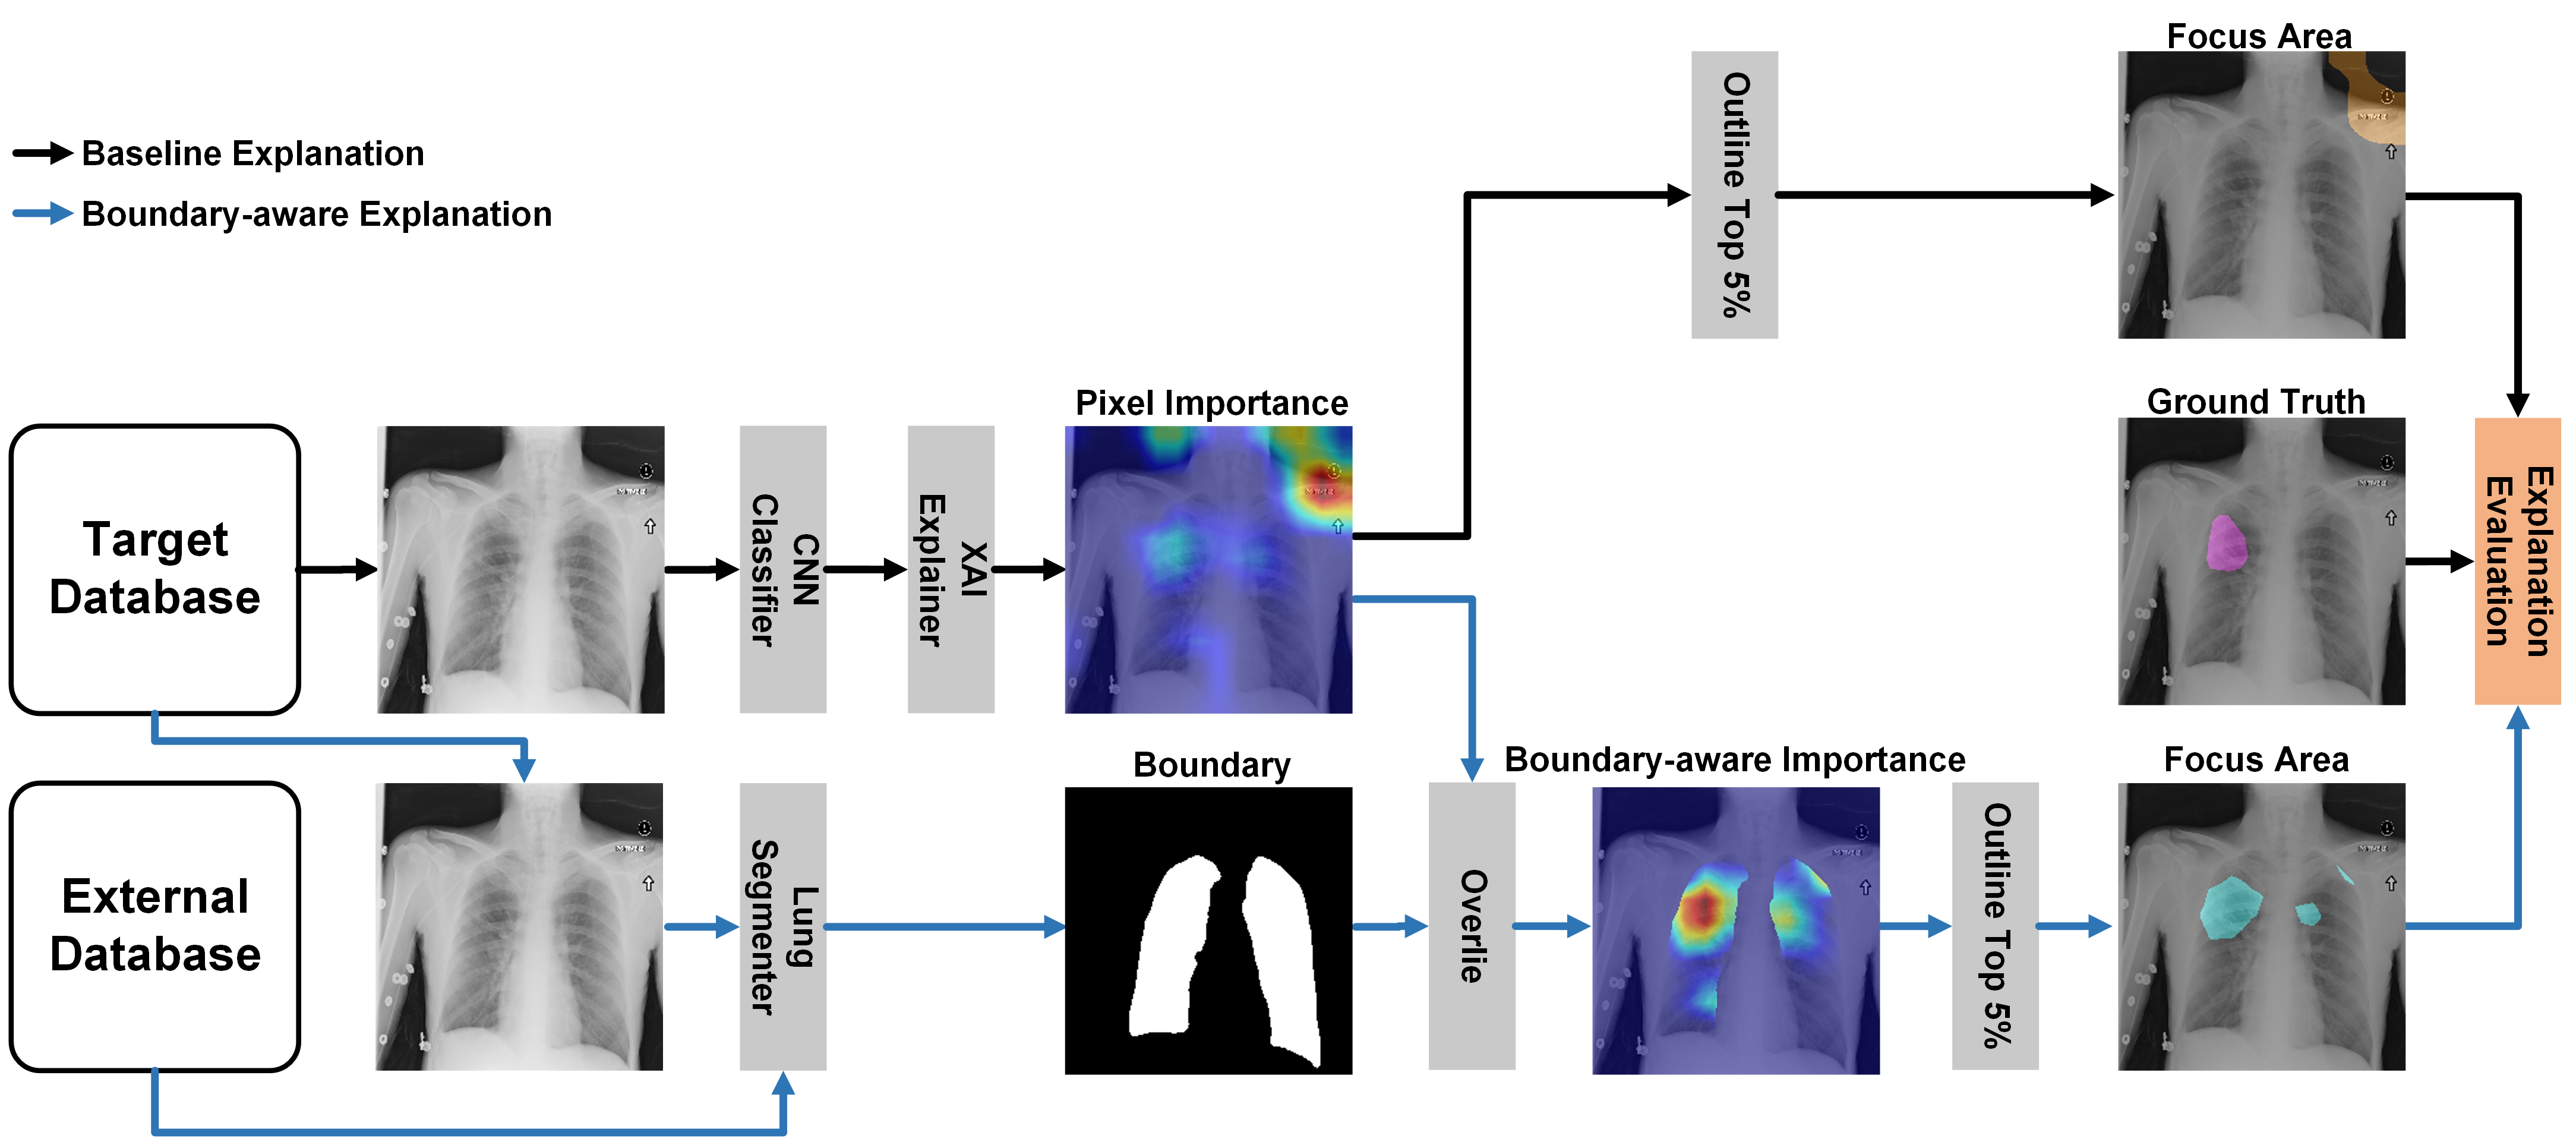 Focus Area
Baseline Explanation
Boundary-aware Explanation
Outline Top 5%
Pixel Importance
Ground Truth
Target
Database
CNN
Classifier
XAI
Explainer
Explanation
Evaluation
Boundary
Boundary-aware Importance
Focus Area
External
Database
Lung
Segmenter
Overlie
Outline Top 5%